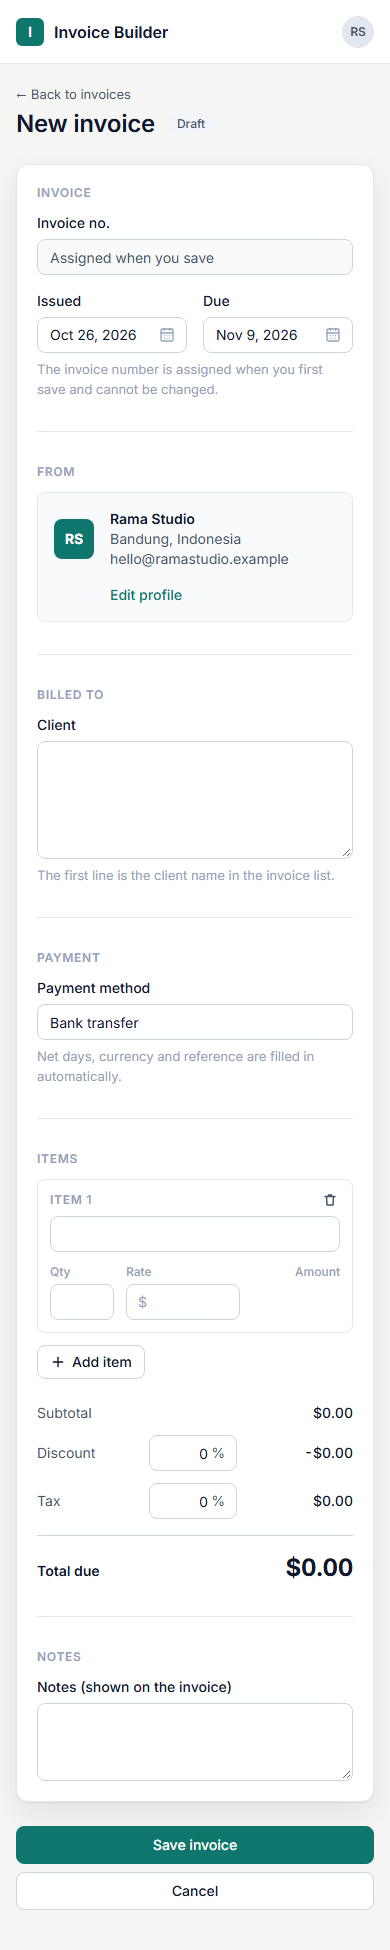 I Invoice Builder RS
← Back to invoices
New invoice Draft
INVOICE
Invoice no.
Assigned when you save
Issued Due
Oct 26, 2026 Nov 9, 2026
The invoice number is assigned when you first
save and cannot be changed.
FROM
RS
Rama Studio
Bandung, Indonesia
hello@ramastudio.example
Edit profile
BILLED TO
Client
The first line is the client name in the invoice list.
PAYMENT
Payment method
Bank transfer
Net days, currency and reference are filled in
automatically.
ITEMS
ITEM 1
Qty Rate Amount
$
+ Add item
Subtotal $0.00
Discount 0 % -$0.00
Tax 0 % $0.00
Total due $0.00
NOTES
Notes (shown on the invoice)
Save invoice
Cancel